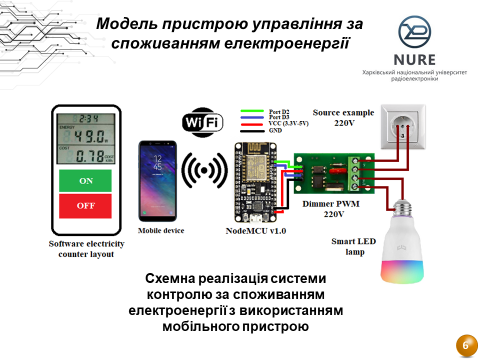 Модель пристрою управління за
споживанням електроенергії
NURE
Харківський національний університет
радіоелектроніки
WiFi
Port D2
Port D3
VCC (3.3V-5V)
GND
Source example
220V
2:34
49.0
0.78
ON
OFF
Software electricity
counter layout
Mobile device
NodeMCU v1.0
Dimmer PWM
220V
Smart LED
lamp
Схемна реалізація системи
контролю за споживанням
електроенергії з використанням
мобільного пристрою
6